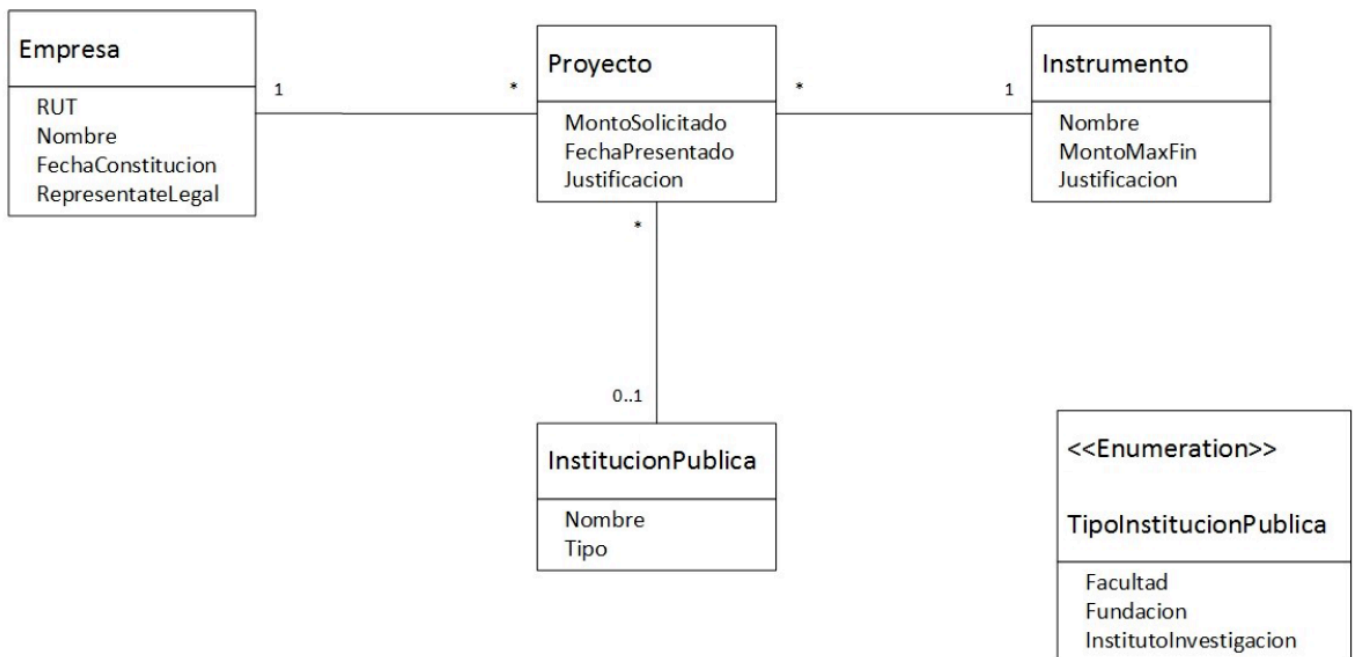 Empresa
RUT
Nombre
FechaConstitucion
RepresentateLegal
1
*
Proyecto
MontoSolicitado
FechaPresentado
Justificacion
*
1
Instrumento
Nombre
MontoMaxFin
Justificacion
*
0..1
InstitucionPublica
Nombre
Tipo
<<Enumeration>>
TipoInstitucionPublica
Facultad
Fundacion
InstitutoInvestigacion